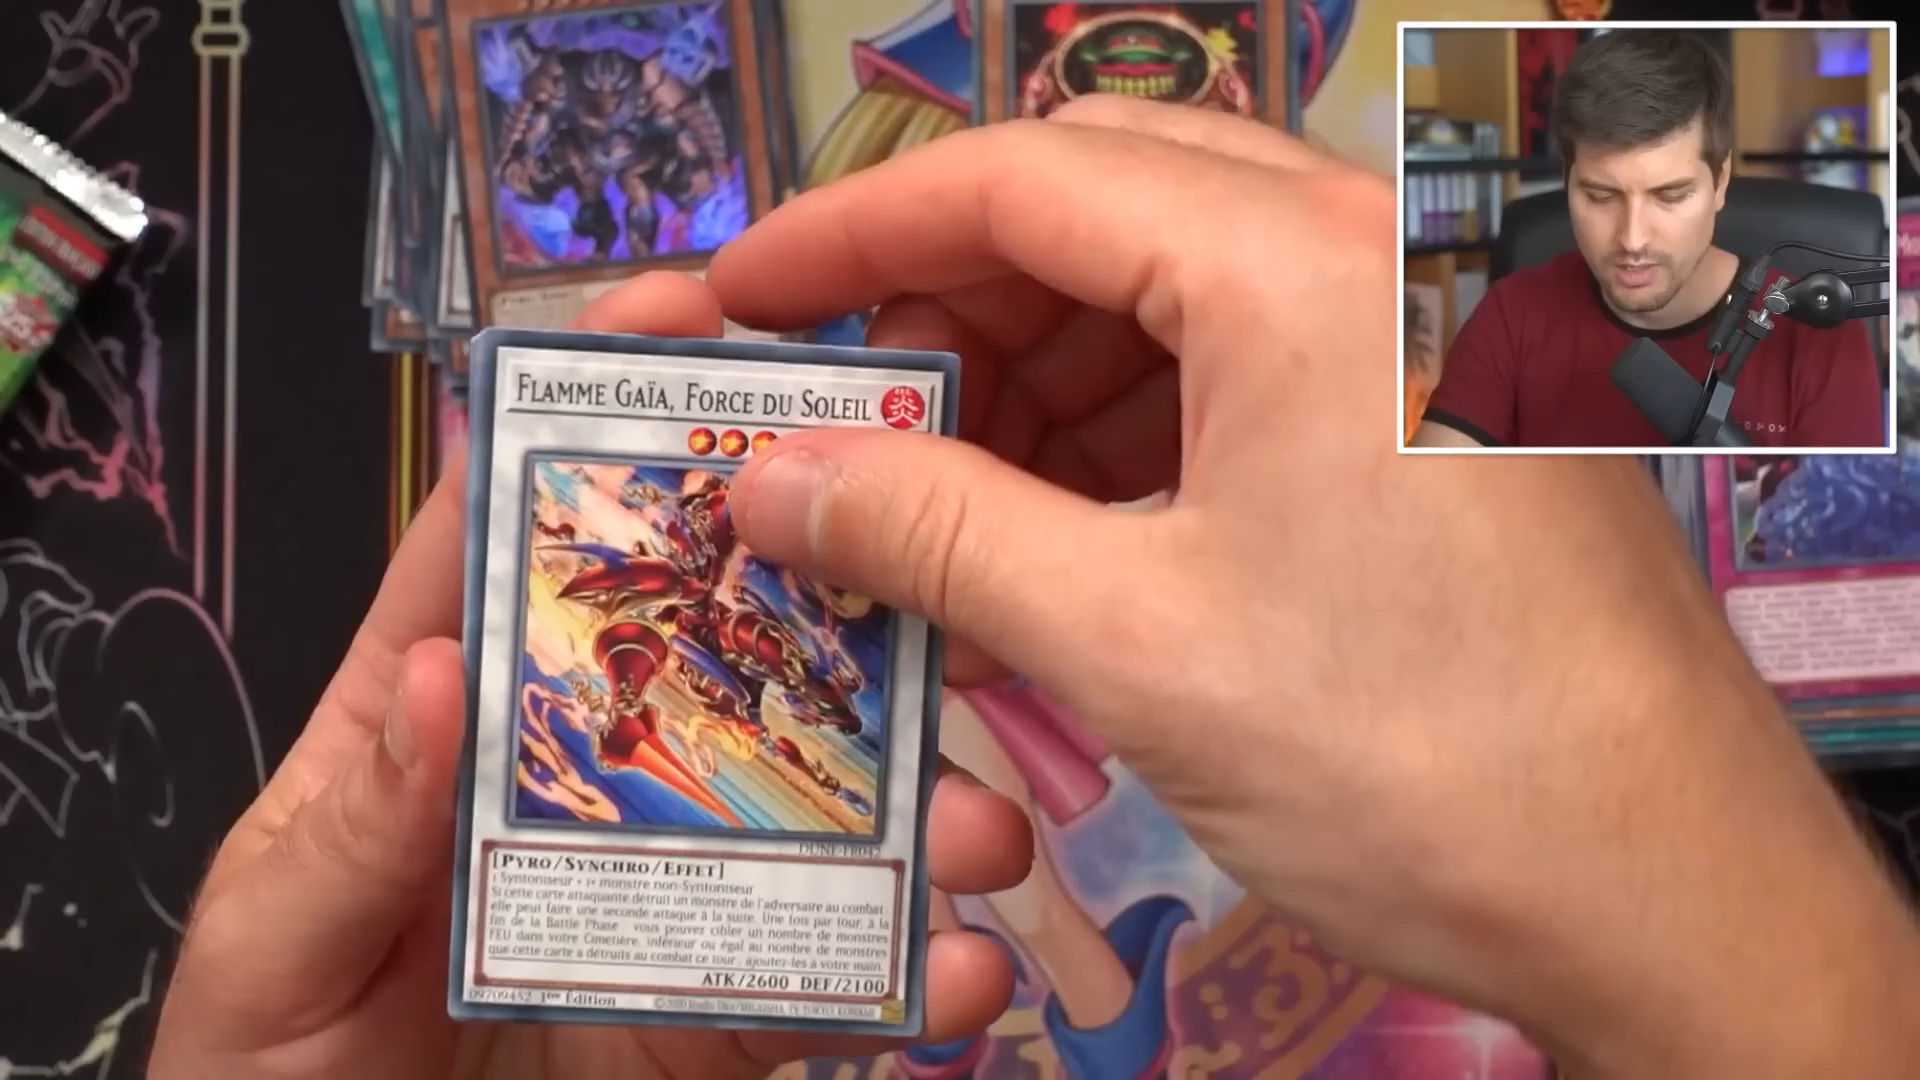 FLAMME GAÏA, FORCE DU SOLEIL
炎
DUNE-FR042
[PYRO/SYNCHRO/EFFET]
1 Syntoniseur + 1+ monstre non-Syntoniseur
Si cette carte attaquante détruit un monstre de l'adversaire au combat
elle peut faire une seconde attaque à la suite. Une fois par tour, à la
fin de la Battle Phase vous pouvez cibler un nombre de monstres
FEU dans votre Cimetière, inférieur ou égal au nombre de monstres
que cette carte a détruits au combat ce tour ; ajoutez-les à votre main.
ATK/2600 DEF/2100
09709452 1ère Édition